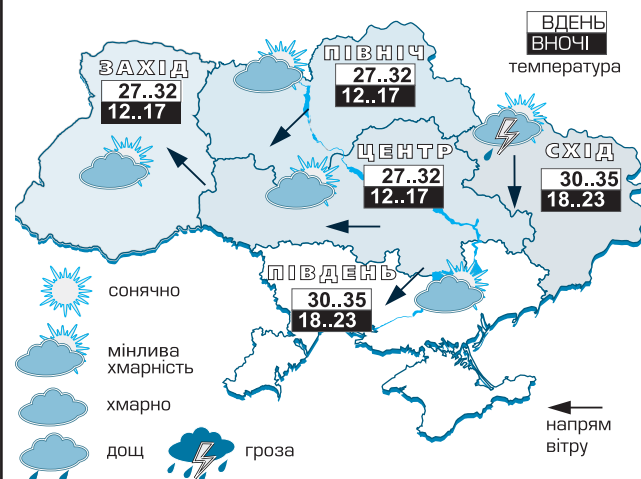 ВДЕНЬ
ВНОЧІ
температура
ПІВНІЧ
27..32
12..17
ЗАХІД
27..32
12..17
ЦЕНТР
27..32
12..17
СХІД
30..35
18..23
ПІВДЕНЬ
30..35
18..23
сонячно
мінлива
хмарність
хмарно
дощ
гроза
напрям
вітру